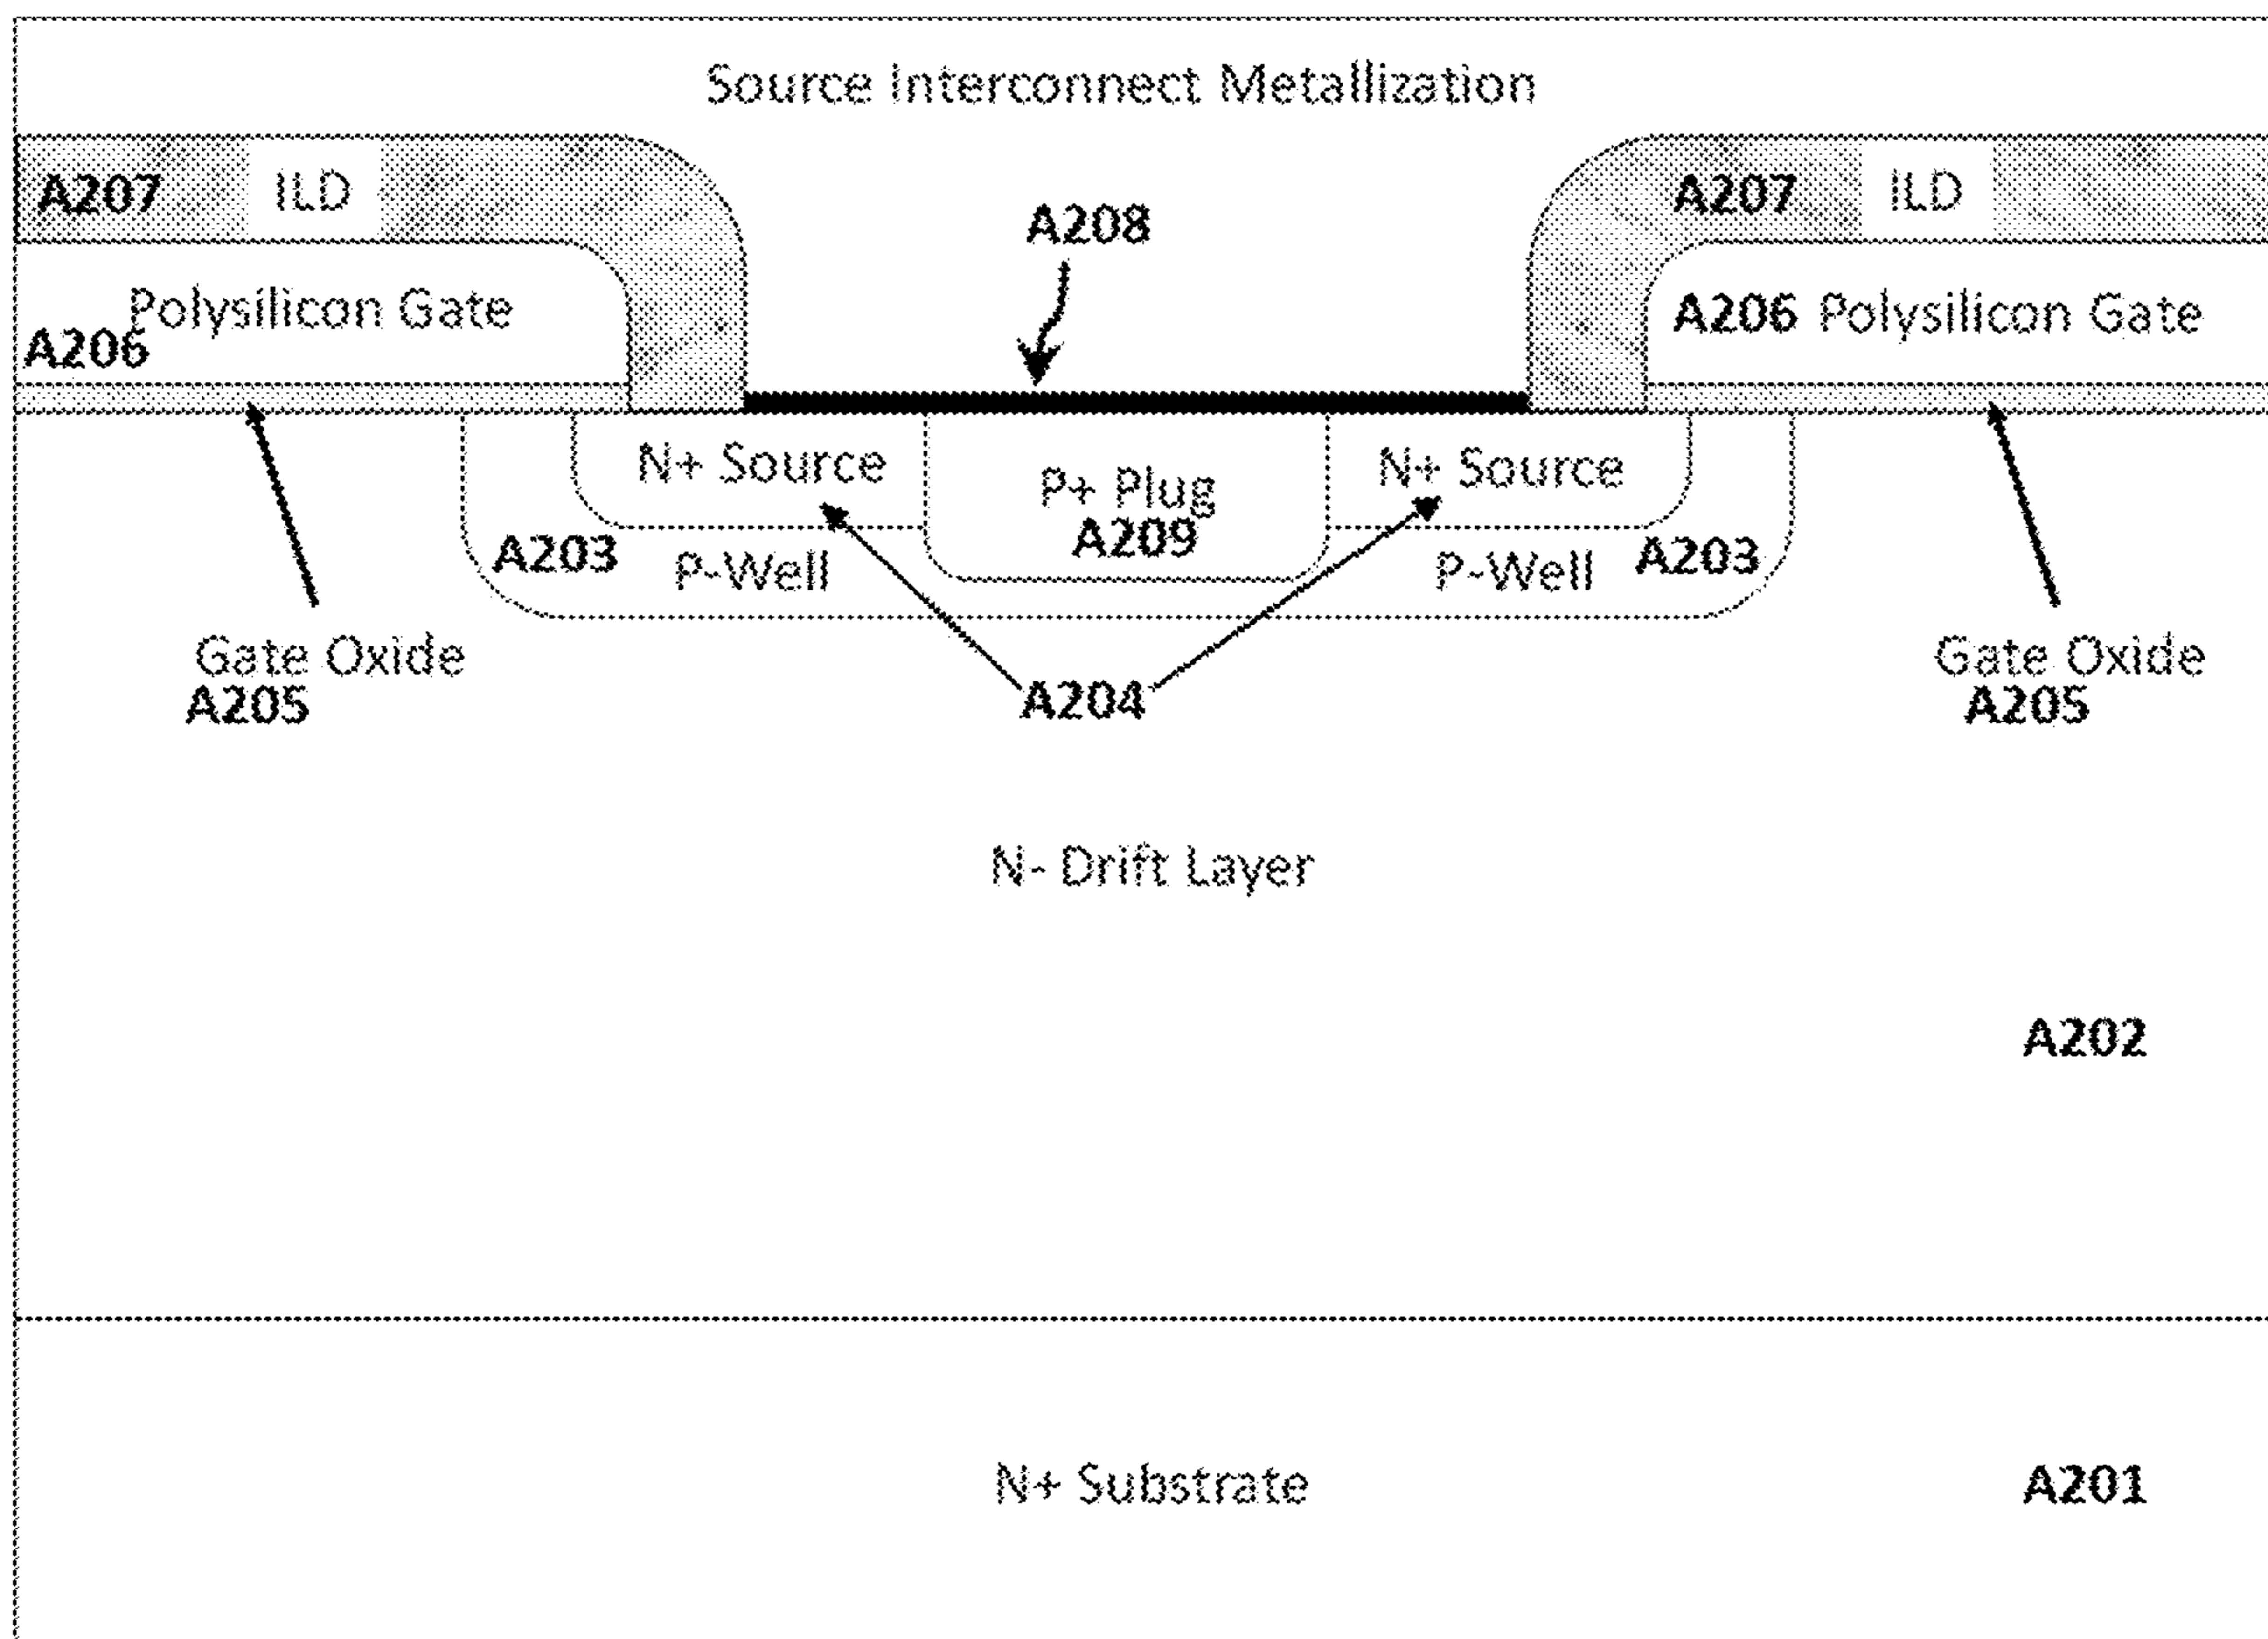 Source Interconnect Metallization
A207 ILD
A207 ILD
A208
Polysilicon Gate
A206
A206 Polysilicon Gate
N+ Source
P+ Plug
A209
N+ Source
A203
P-Well
P-Well
A203
Gate Oxide
A205
A204
Gate Oxide
A205
N- Drift Layer
A202
N+ Substrate
A201